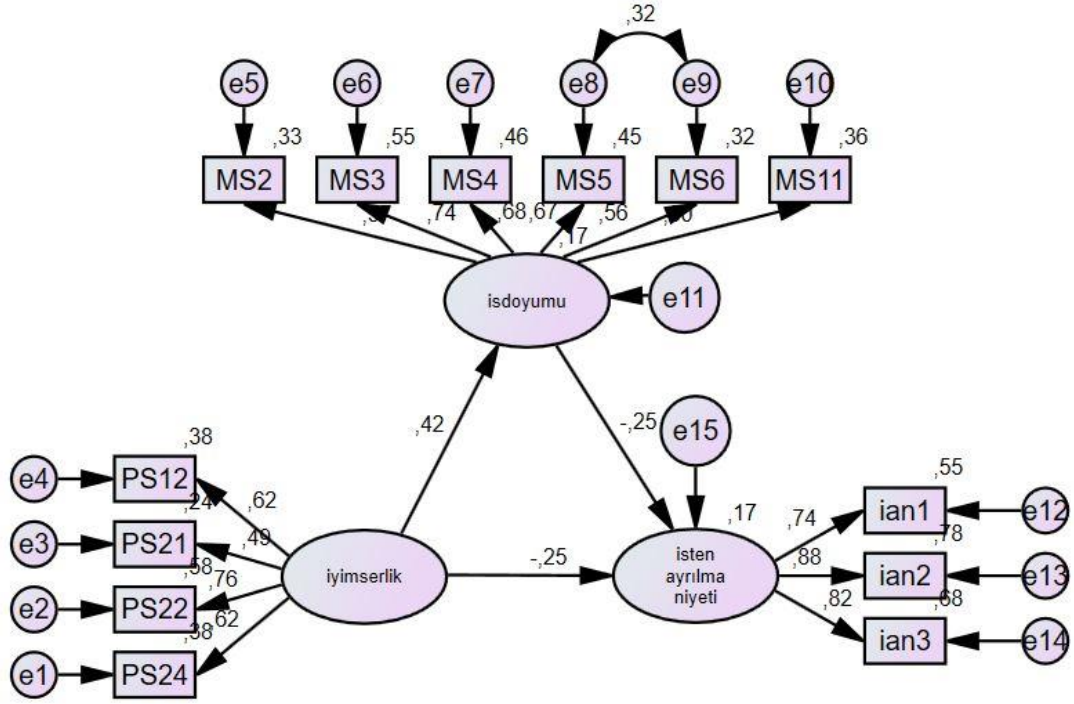 ,32
e5 e6 e7 e8 e9 e10
,33 ,55 ,46 ,45 ,32 ,36
MS2 MS3 MS4 MS5 MS6 MS11
,74 ,68 ,67 ,56
,17
isdoyumu
e11
,42
-,25
e15
,38
e4
PS12
,62
,24
e3
PS21
,49
,58
e2
PS22
,76
,38
,62
e1
PS24
iyimserlik
-,25
,17
isten
ayrılma
niyeti
,74
,88
,82
,55
ian1
e12
,78
ian2
e13
,68
ian3
e14